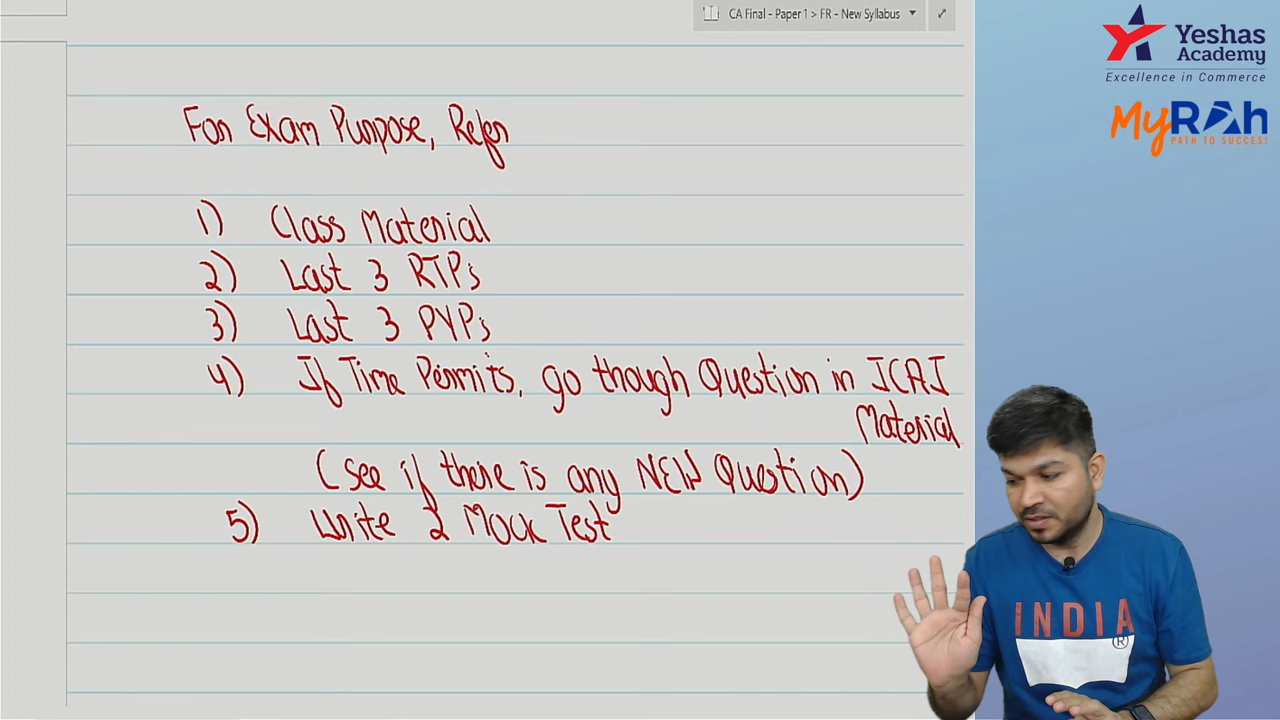 CA Final - Paper 1 > FR - New Syllabus
Yeshas
Academy
Excellence in Commerce
MyRAh
PATH TO SUCCESS
For Exam Purpose, Refer
1) Class Material
2) Last 3 RTPs
3) Last 3 PYPs
4) If Time Permits, go though Question in ICAI
Material
(see if there is any NEW Question)
5) Write 2 Mock Test
INDIA
®